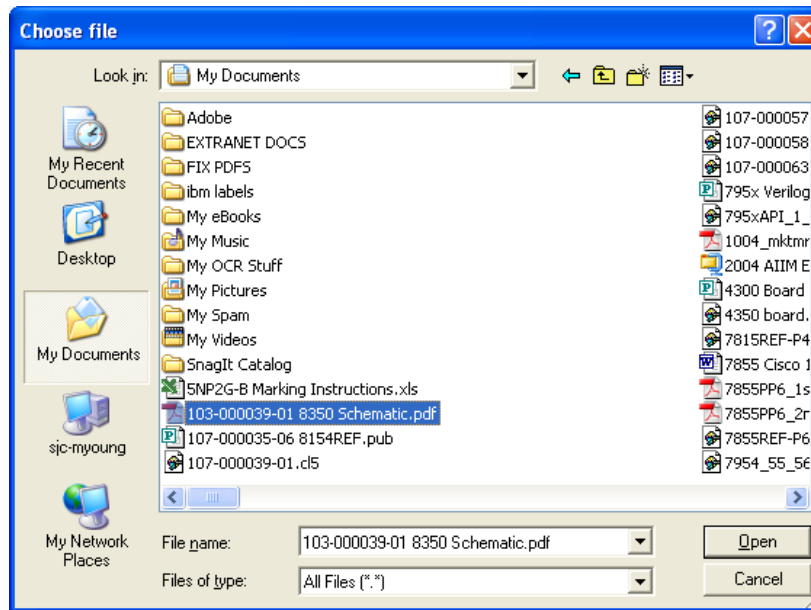 Choose file
Look in:
My Documents
My Recent
Documents
Desktop
My Documents
sjc-myoung
My Network
Places
Adobe
EXTRANET DOCS
FIX PDFS
ibm labels
My eBooks
My Music
My OCR Stuff
My Pictures
My Spam
My Videos
SnagIt Catalog
5NP2G-B Marking Instructions.xls
103-000039-01 8350 Schematic.pdf
107-000035-06 8154REF.pub
107-000039-01.cl5
107-000057
107-000058
107-000063
795x Verilog
795xAPI_1_
1004_mktmr
2004 AIIM E
4300 Board
4350 board.
7815REF-P4
7855 Cisco 1
7855PP6_1s
7855PP6_2r
7855REF-P6
7954_55_56
File name:
103-000039-01 8350 Schematic.pdf
Open
Files of type:
All Files (*.*)
Cancel